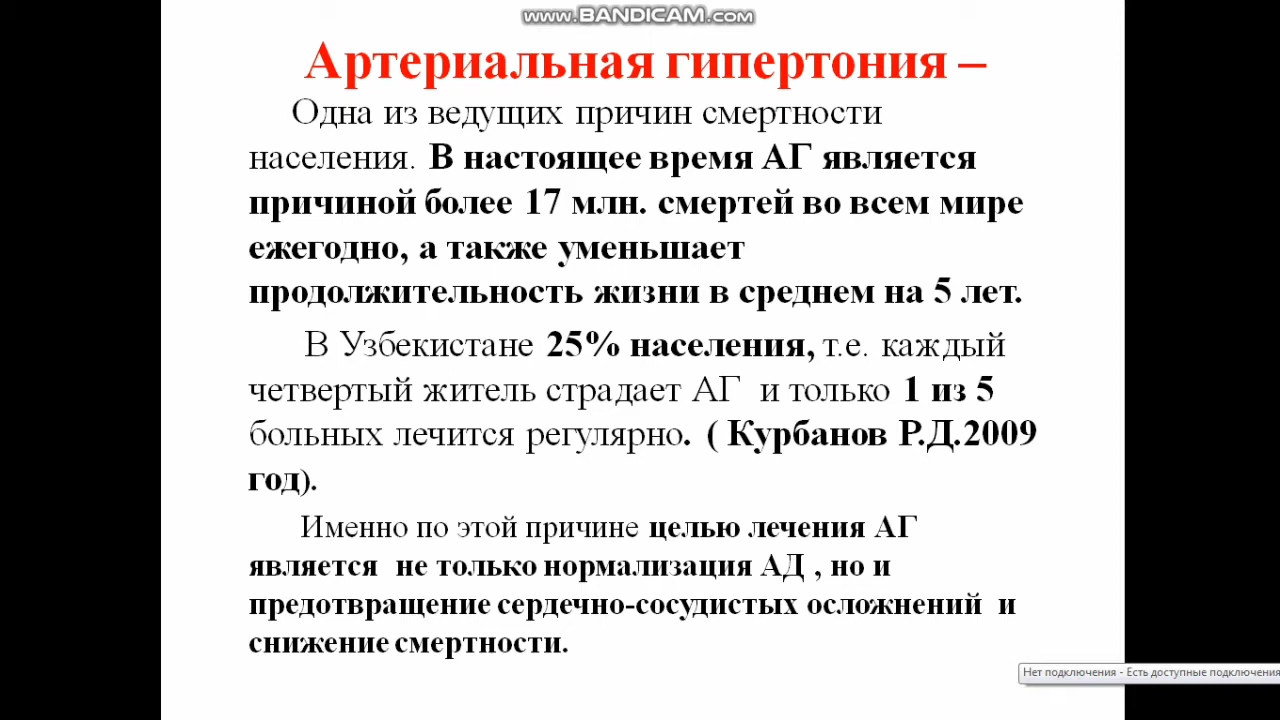 www.BANDICAM.com
Артериальная гипертония –
Одна из ведущих причин смертности
населения. В настоящее время АГ является
причиной более 17 млн. смертей во всем мире
ежегодно, а также уменьшает
продолжительность жизни в среднем на 5 лет.
В Узбекистане 25% населения, т.е. каждый
четвертый житель страдает АГ и только 1 из 5
больных лечится регулярно. ( Курбанов Р.Д.2009
год).
Именно по этой причине целью лечения АГ
является не только нормализация АД , но и
предотвращение сердечно-сосудистых осложнений и
снижение смертности.
Нет подключения - Есть доступные подключения